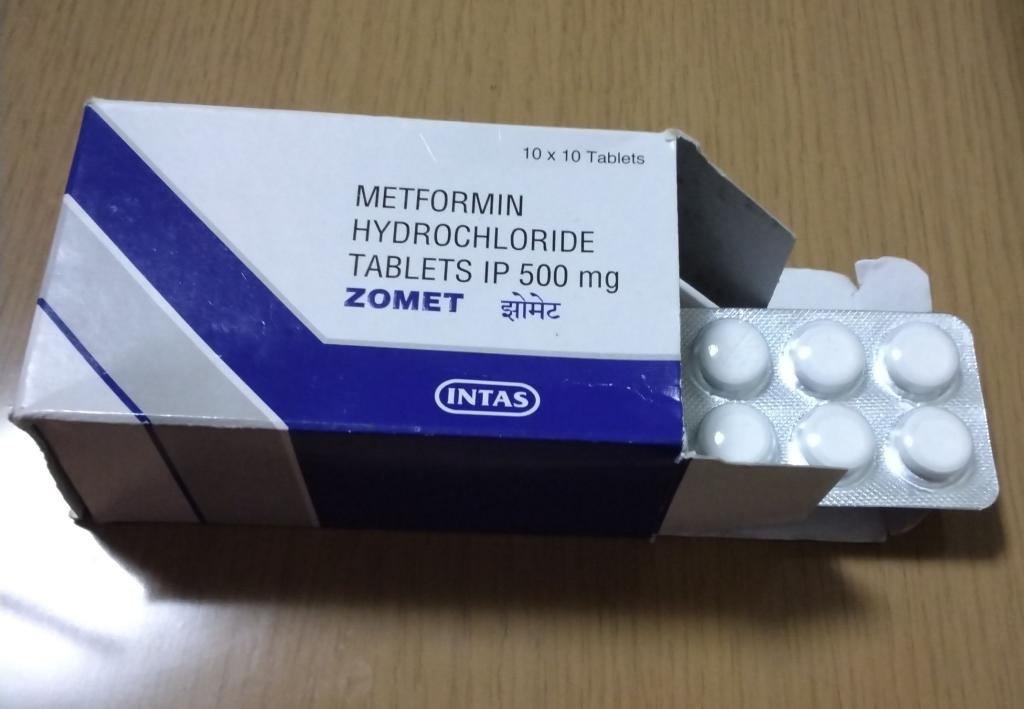 10 x 10 Tablets
METFORMIN
HYDROCHLORIDE
TABLETS IP 500 mg
ZOMET झोमेट
INTAS